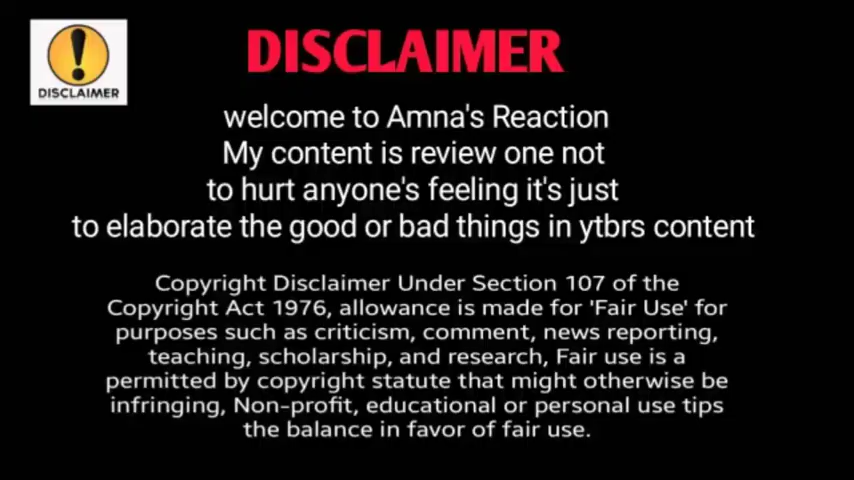 DISCLAIMER
DISCLAIMER
welcome to Amna's Reaction
My content is review one not
to hurt anyone's feeling it's just
to elaborate the good or bad things in ytbrs content
Copyright Disclaimer Under Section 107 of the
Copyright Act 1976, allowance is made for 'Fair Use' for
purposes such as criticism, comment, news reporting,
teaching, scholarship, and research, Fair use is a
permitted by copyright statute that might otherwise be
infringing, Non-profit, educational or personal use tips
the balance in favor of fair use.